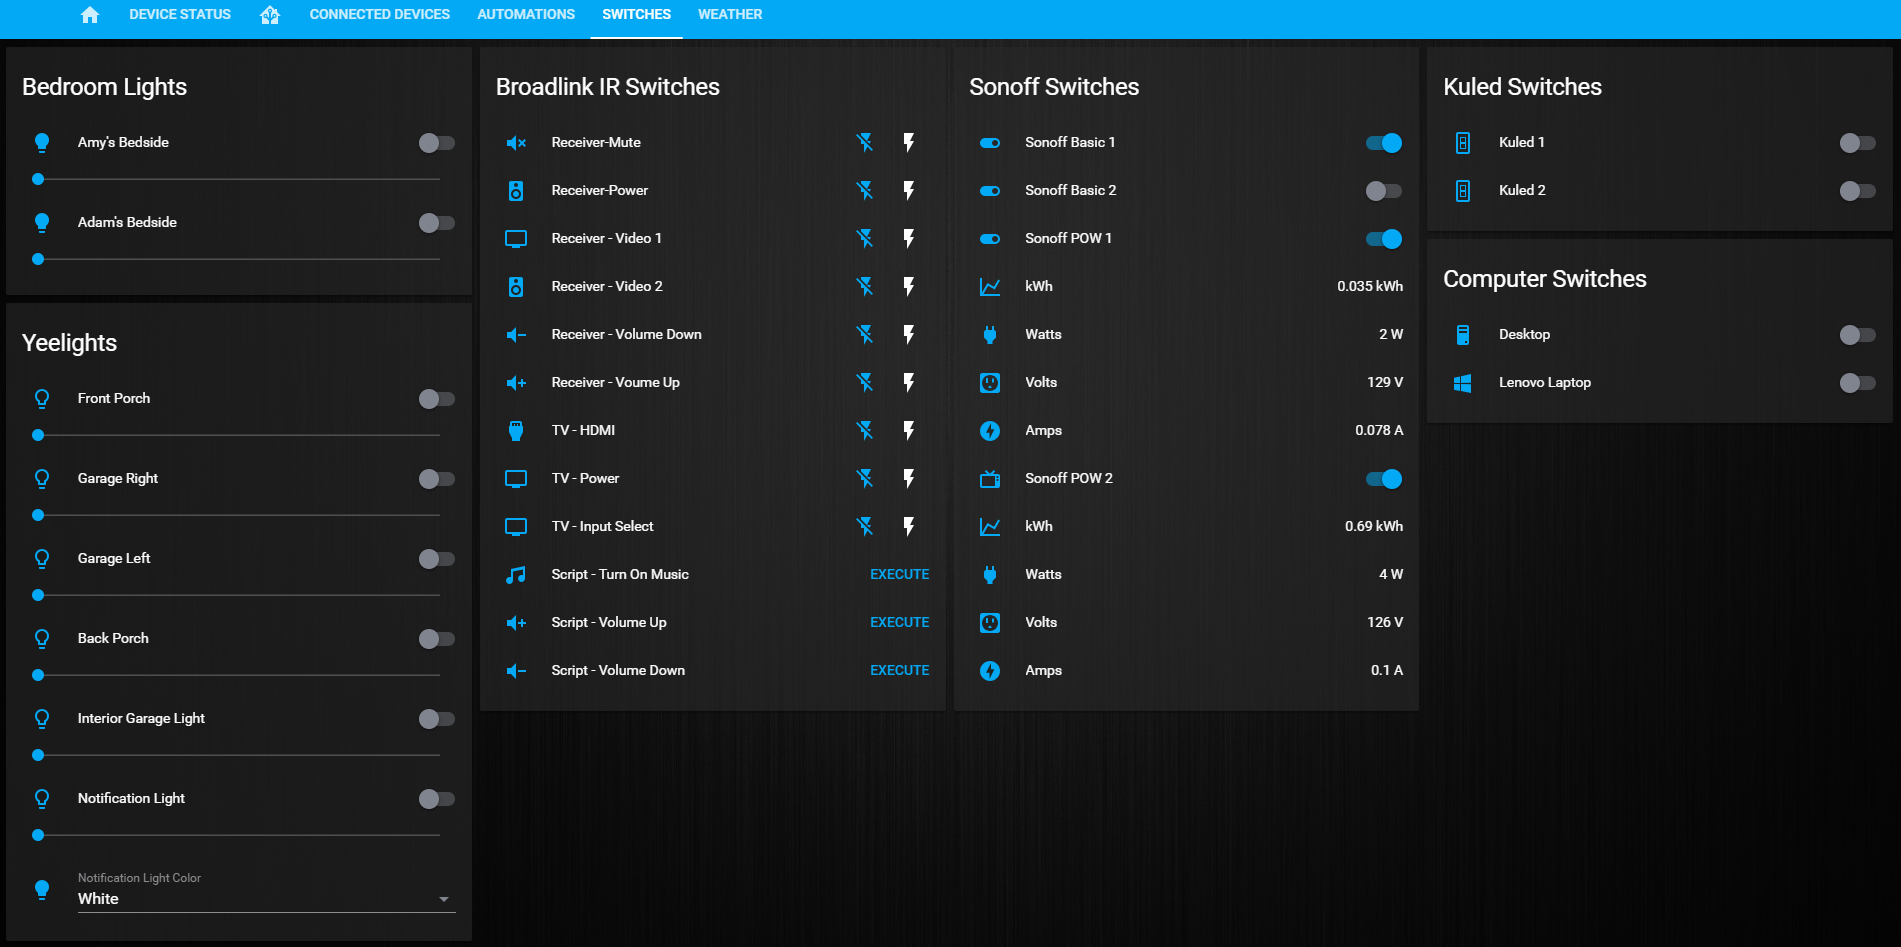 DEVICE STATUS CONNECTED DEVICES AUTOMATIONS SWITCHES WEATHER
Bedroom Lights
Amy's Bedside
Adam's Bedside
Yeelights
Front Porch
Garage Right
Garage Left
Back Porch
Interior Garage Light
Notification Light
Notification Light Color
White
Broadlink IR Switches
Receiver-Mute
Receiver-Power
Receiver - Video 1
Receiver - Video 2
Receiver - Volume Down
Receiver - Voume Up
TV - HDMI
TV - Power
TV - Input Select
Script - Turn On Music EXECUTE
Script - Volume Up EXECUTE
Script - Volume Down EXECUTE
Sonoff Switches
Sonoff Basic 1
Sonoff Basic 2
Sonoff POW 1
kWh 0.035 kWh
Watts 2 W
Volts 129 V
Amps 0.078 A
Sonoff POW 2
kWh 0.69 kWh
Watts 4 W
Volts 126 V
Amps 0.1 A
Kuled Switches
Kuled 1
Kuled 2
Computer Switches
Desktop
Lenovo Laptop